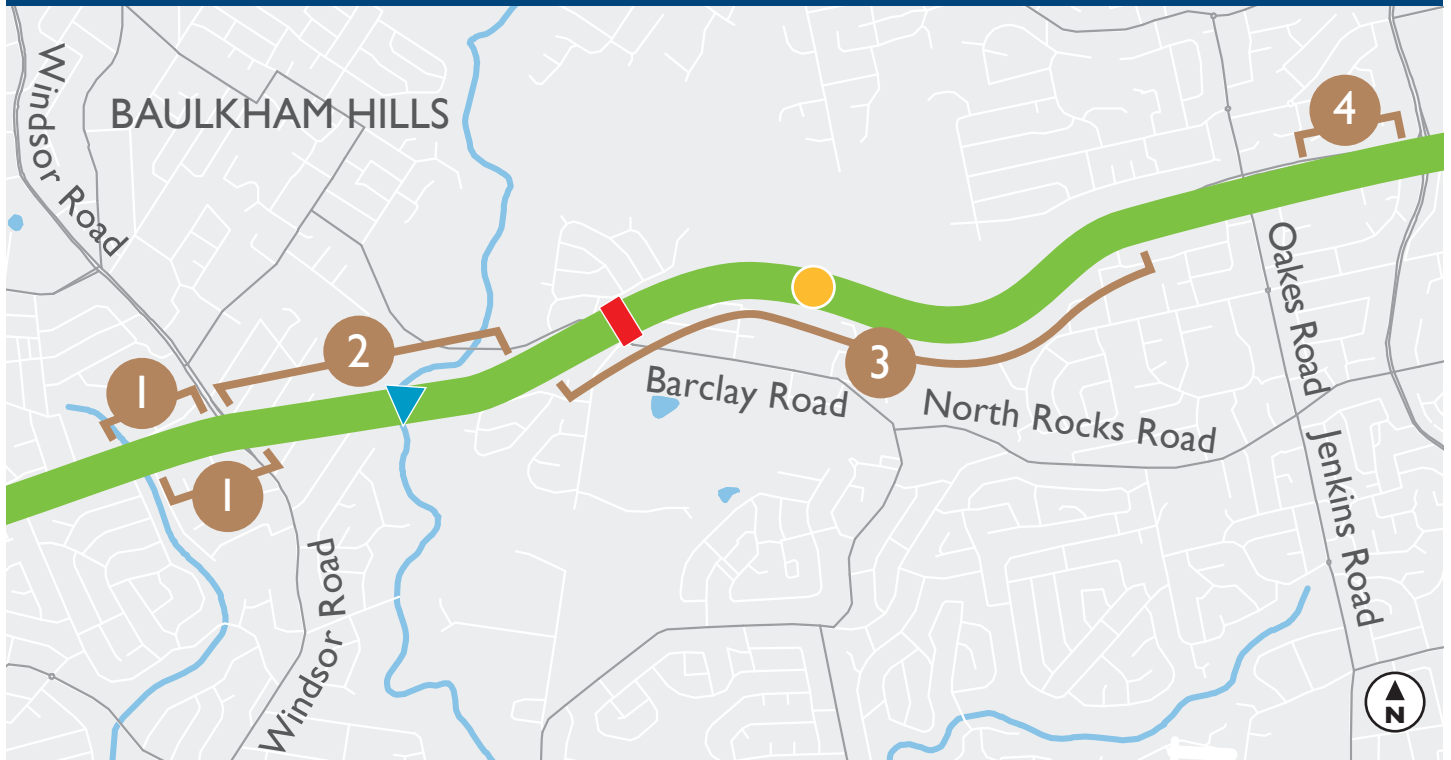 Windsor Road
BAULKHAM HILLS
4
Oakes Road
2
1
3
Barclay Road
North Rocks Road
1
Jenkins Road
Windsor Road
N